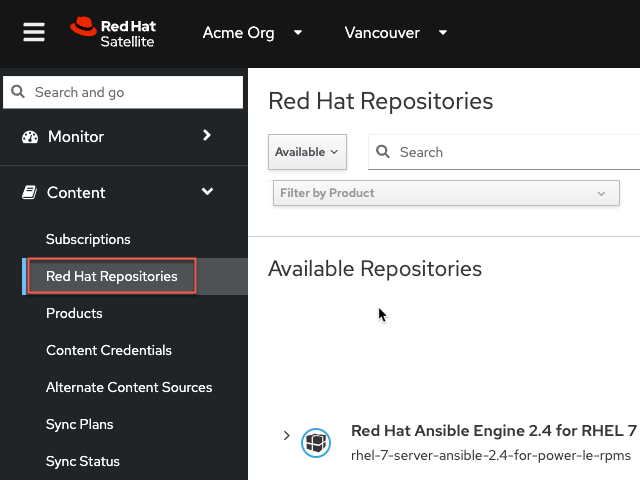 Red Hat
Satellite
Acme Org
Vancouver
Search and go
Monitor
Content
Subscriptions
Red Hat Repositories
Products
Content Credentials
Alternate Content Sources
Sync Plans
Sync Status
Red Hat Repositories
Available
Search
Filter by Product
Available Repositories
Red Hat Ansible Engine 2.4 for RHEL 7
rhel-7-server-ansible-2.4-for-power-le-rpms